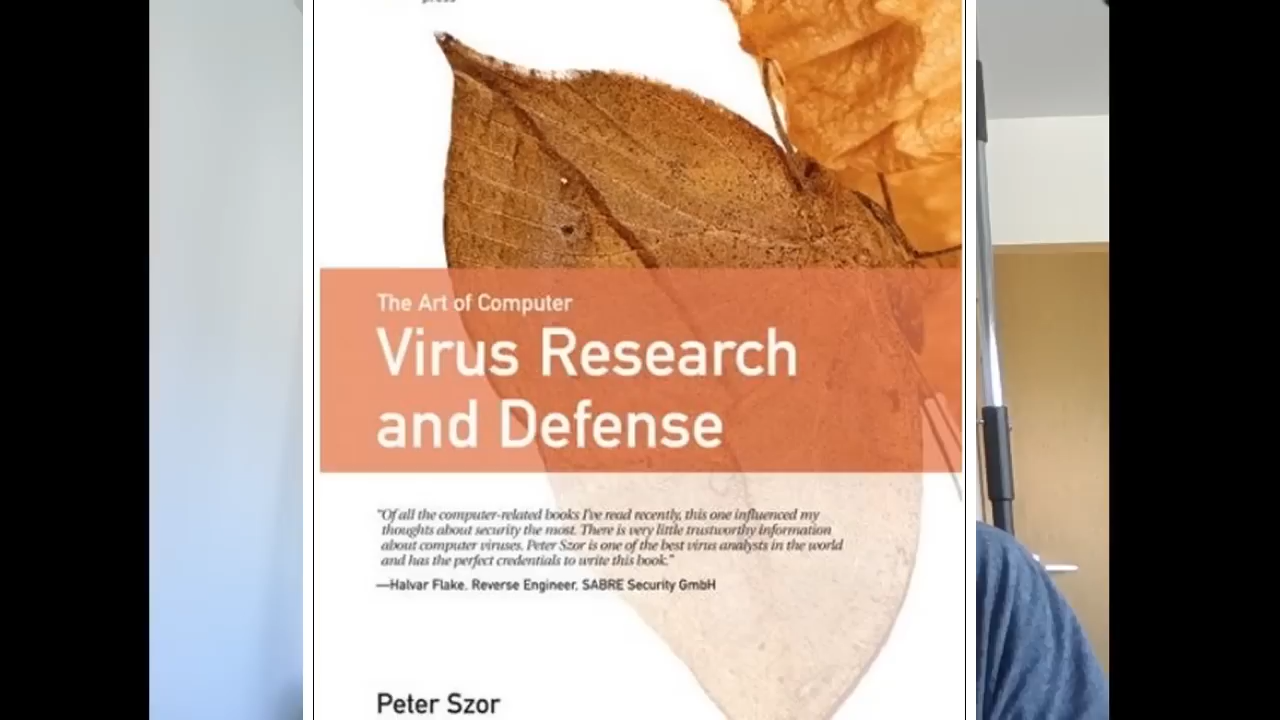 The Art of Computer
Virus Research
and Defense
"Of all the computer-related books I've read recently, this one influenced my
thoughts about security the most. There is very little trustworthy information
about computer viruses. Peter Szor is one of the best virus analysts in the world
and has the perfect credentials to write this book."
—Halvar Flake, Reverse Engineer, SABRE Security GmbH
Peter Szor